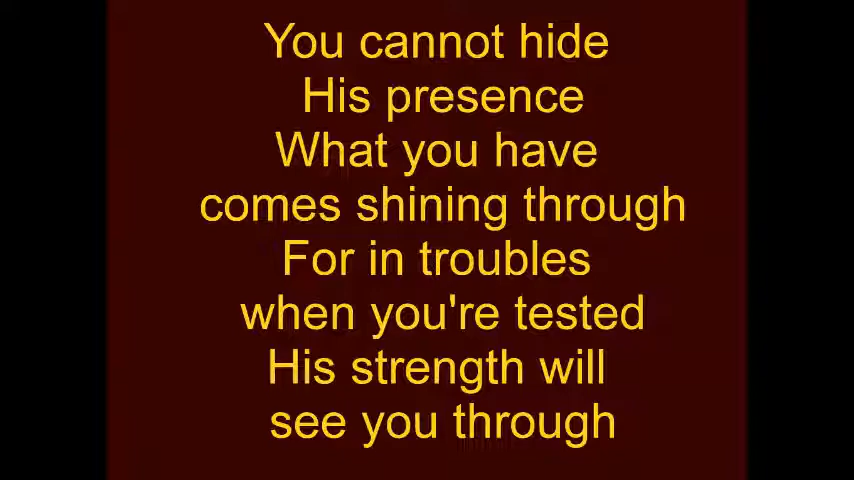 You cannot hide
His presence
What you have
comes shining through
For in troubles
when you're tested
His strength will
see you through